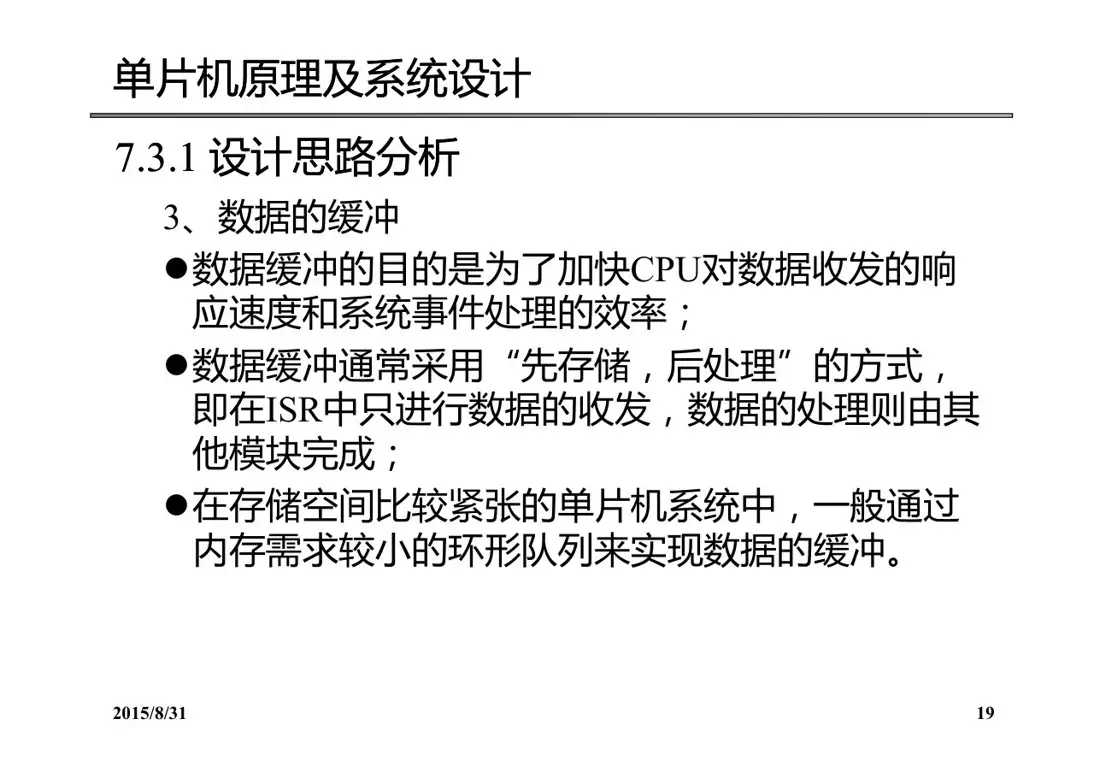 单片机原理及系统设计
7.3.1 设计思路分析
3、数据的缓冲
●数据缓冲的目的是为了加快CPU对数据收发的响
应速度和系统事件处理的效率；
●数据缓冲通常采用“先存储，后处理”的方式，
即在ISR中只进行数据的收发，数据的处理则由其
他模块完成；
●在存储空间比较紧张的单片机系统中，一般通过
内存需求较小的环形队列来实现数据的缓冲。
2015/8/31
19